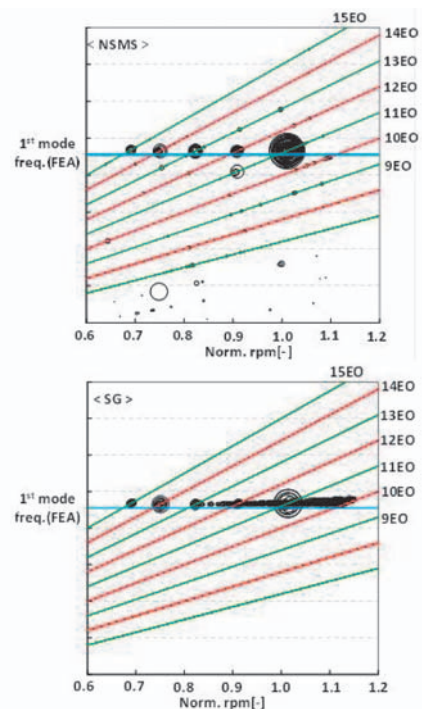 15EO
< NSMS >
14EO
13EO
12EO
11EO
1st mode
freq.(FEA)
10EO
9EO
0.6 0.7 0.8 0.9 1.0 1.1 1.2
Norm. rpm[-]
15EO
< SG >
14EO
13EO
12EO
11EO
1st mode
freq.(FEA)
10EO
9EO
0.6 0.7 0.8 0.9 1.0 1.1 1.2
Norm. rpm[-]